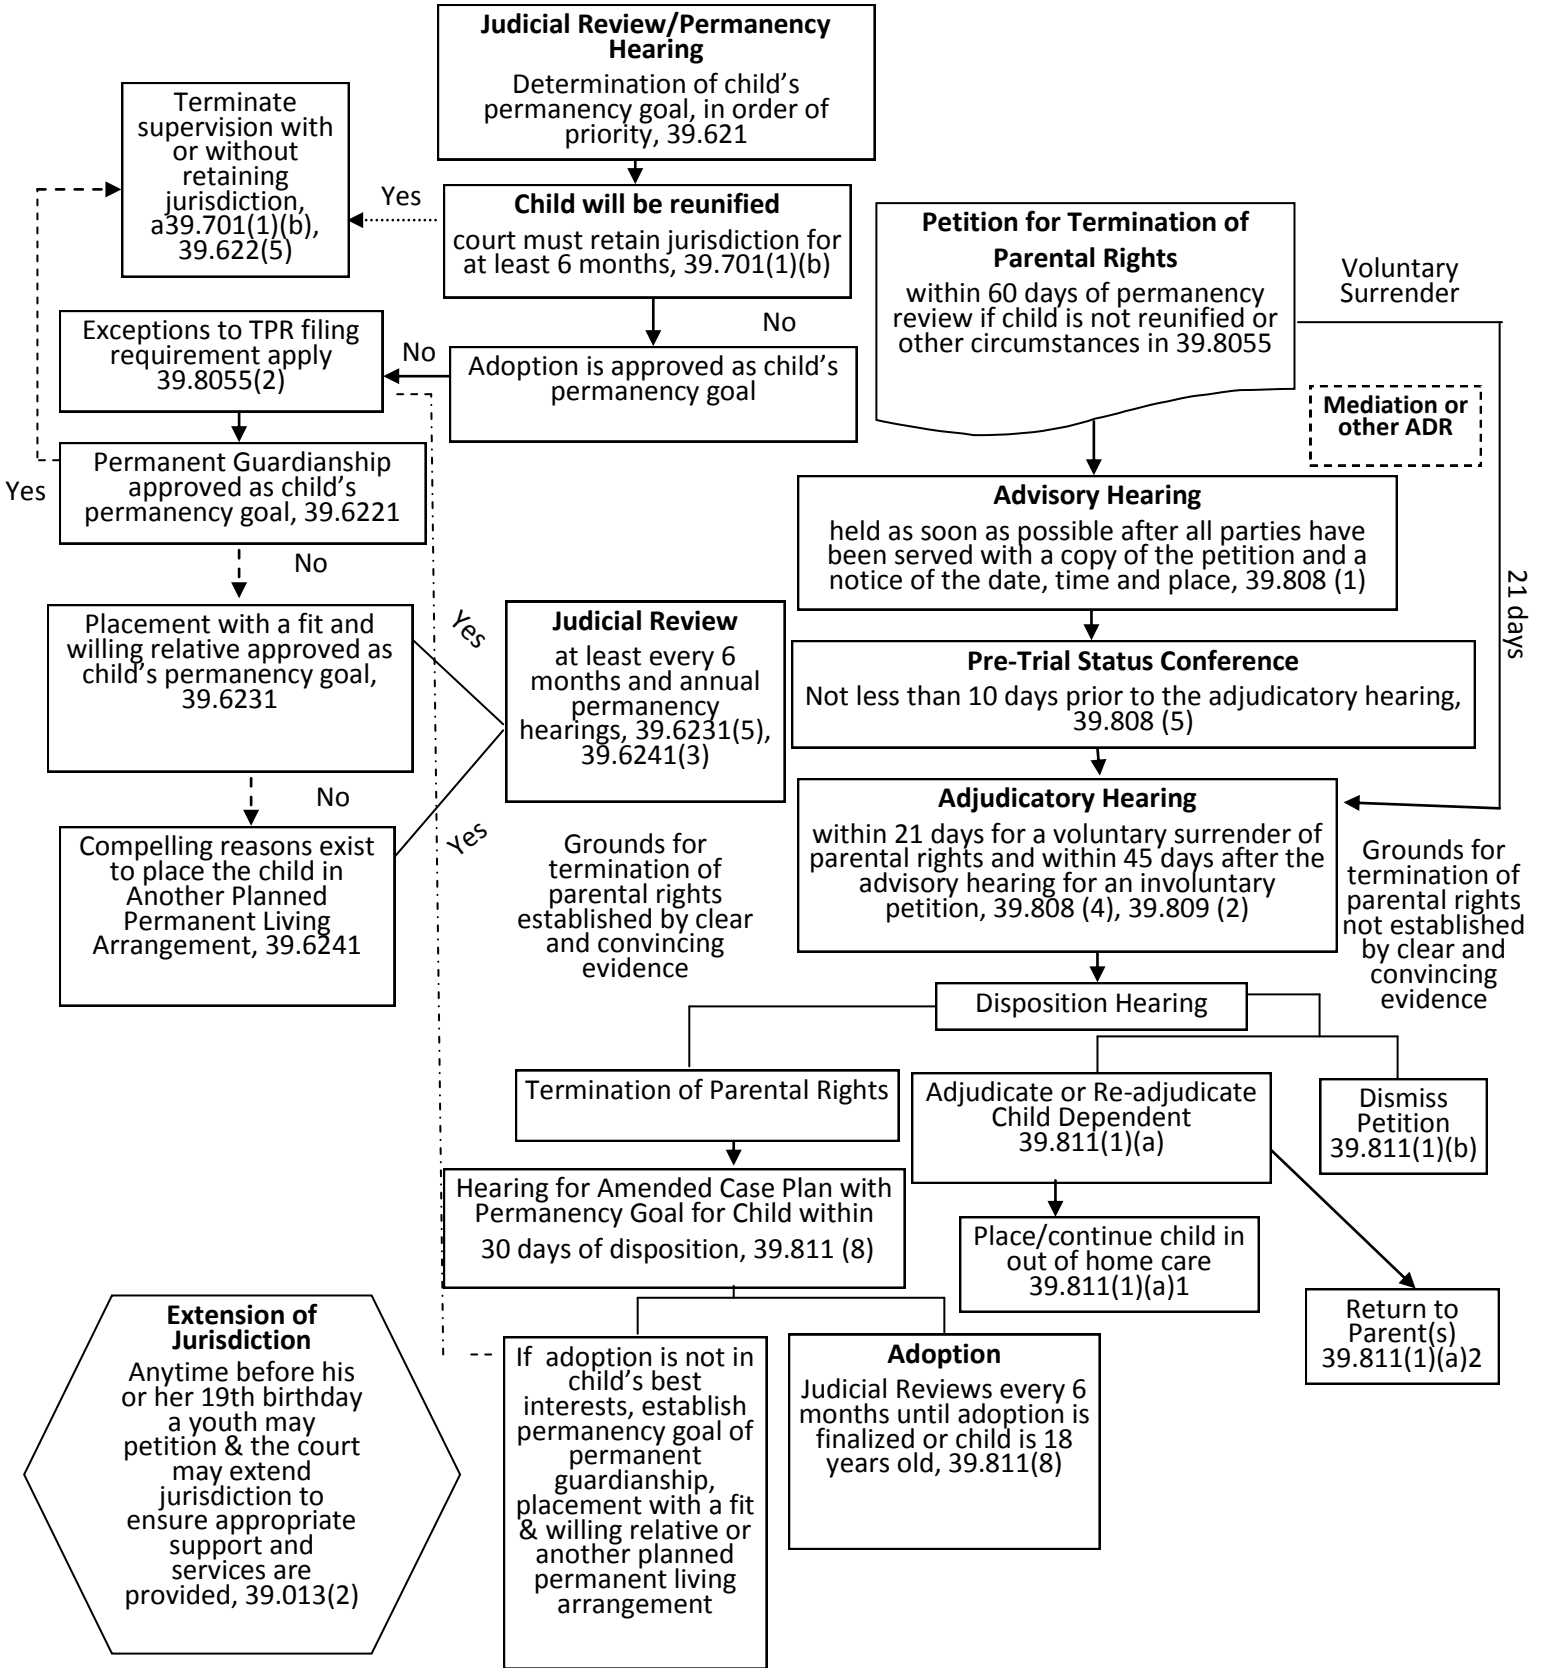 Judicial Review/Permanency
Hearing
Determination of child’s
permanency goal, in order of
priority, 39.621
Terminate
supervision with
or without
retaining
jurisdiction,
a39.701(1)(b),
39.622(5)
Yes
Child will be reunified
court must retain jurisdiction for
at least 6 months, 39.701(1)(b)
No
Adoption is approved as child’s
permanency goal
No
Exceptions to TPR filing
requirement apply
39.8055(2)
Permanent Guardianship
approved as child’s
permanency goal, 39.6221
Yes
No
Placement with a fit and
willing relative approved as
child’s permanency goal,
39.6231
Yes
No
Compelling reasons exist
to place the child in
Another Planned
Permanent Living
Arrangement, 39.6241
Yes
Judicial Review
at least every 6
months and annual
permanency
hearings, 39.6231(5),
39.6241(3)
Petition for Termination of
Parental Rights
within 60 days of permanency
review if child is not reunified or
other circumstances in 39.8055
Voluntary
Surrender
Mediation or
other ADR
21 days
Advisory Hearing
held as soon as possible after all parties have
been served with a copy of the petition and a
notice of the date, time and place, 39.808 (1)
Pre-Trial Status Conference
Not less than 10 days prior to the adjudicatory hearing,
39.808 (5)
Adjudicatory Hearing
within 21 days for a voluntary surrender of
parental rights and within 45 days after the
advisory hearing for an involuntary
petition, 39.808 (4), 39.809 (2)
Grounds for
termination of
parental rights
established by clear
and convincing
evidence
Grounds for
termination of
parental rights
not established
by clear and
convincing
evidence
Disposition Hearing
Termination of Parental Rights
Adjudicate or Re-adjudicate
Child Dependent
39.811(1)(a)
Dismiss
Petition
39.811(1)(b)
Hearing for Amended Case Plan with
Permanency Goal for Child within
30 days of disposition, 39.811 (8)
Place/continue child in
out of home care
39.811(1)(a)1
Return to
Parent(s)
39.811(1)(a)2
If adoption is not in
child’s best
interests, establish
permanency goal of
permanent
guardianship,
placement with a fit
& willing relative or
another planned
permanent living
arrangement
Adoption
Judicial Reviews every 6
months until adoption is
finalized or child is 18
years old, 39.811(8)
Extension of
Jurisdiction
Anytime before his
or her 19th birthday
a youth may
petition & the court
may extend
jurisdiction to
ensure appropriate
support and
services are
provided, 39.013(2)